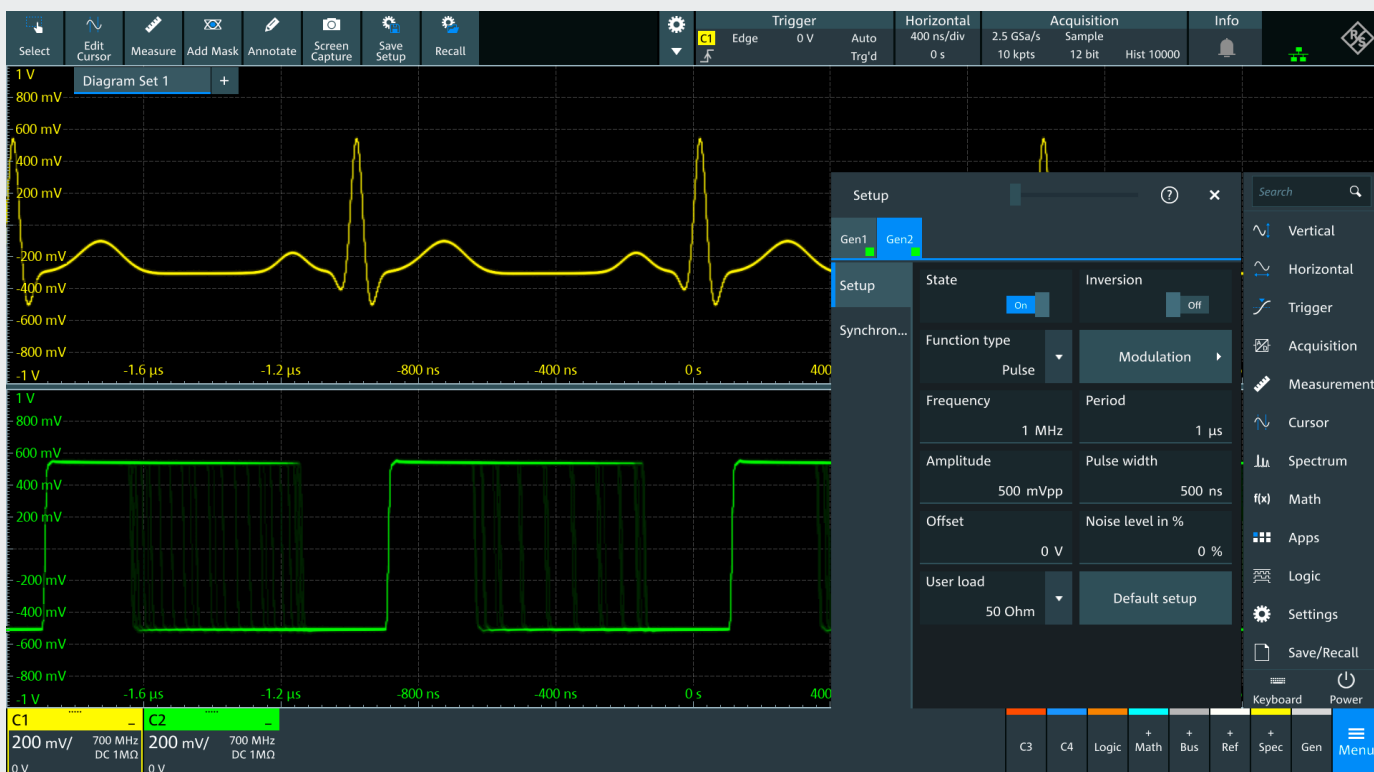 Select
Edit
Cursor
Measure
Add Mask
Annotate
Screen
Capture
Save
Setup
Recall
Trigger
C1 Edge 0 V Auto
Trg'd
Horizontal
400 ns/div
0 s
Acquisition
2.5 GSa/s Sample
10 kpts 12 bit Hist 10000
Info
R&S
Diagram Set 1 +
1 V
800 mV
600 mV
400 mV
200 mV
-200 mV
-400 mV
-600 mV
-800 mV
-1 V
-1.6 µs -1.2 µs -800 ns -400 ns 0 s 400
1 V
800 mV
600 mV
400 mV
200 mV
-200 mV
-400 mV
-600 mV
-800 mV
-1 V
-1.6 µs -1.2 µs -800 ns -400 ns 0 s 400
Setup
Gen1 Gen2
Setup
Synchron...
State
On
Inversion
Off
Function type
Pulse
Modulation
Frequency
1 MHz
Period
1 µs
Amplitude
500 mVpp
Pulse width
500 ns
Offset
0 V
Noise level in %
0 %
User load
50 Ohm
Default setup
Search
Vertical
Horizontal
Trigger
Acquisition
Measurement
Cursor
Spectrum
f(x) Math
Apps
Logic
Settings
Save/Recall
Keyboard Power
C1
200 mV/ 700 MHz
DC 1MΩ
0 V
C2
200 mV/ 700 MHz
DC 1MΩ
0 V
C3
C4
Logic
+
Math
+
Bus
+
Ref
+
Spec
Gen
Menu